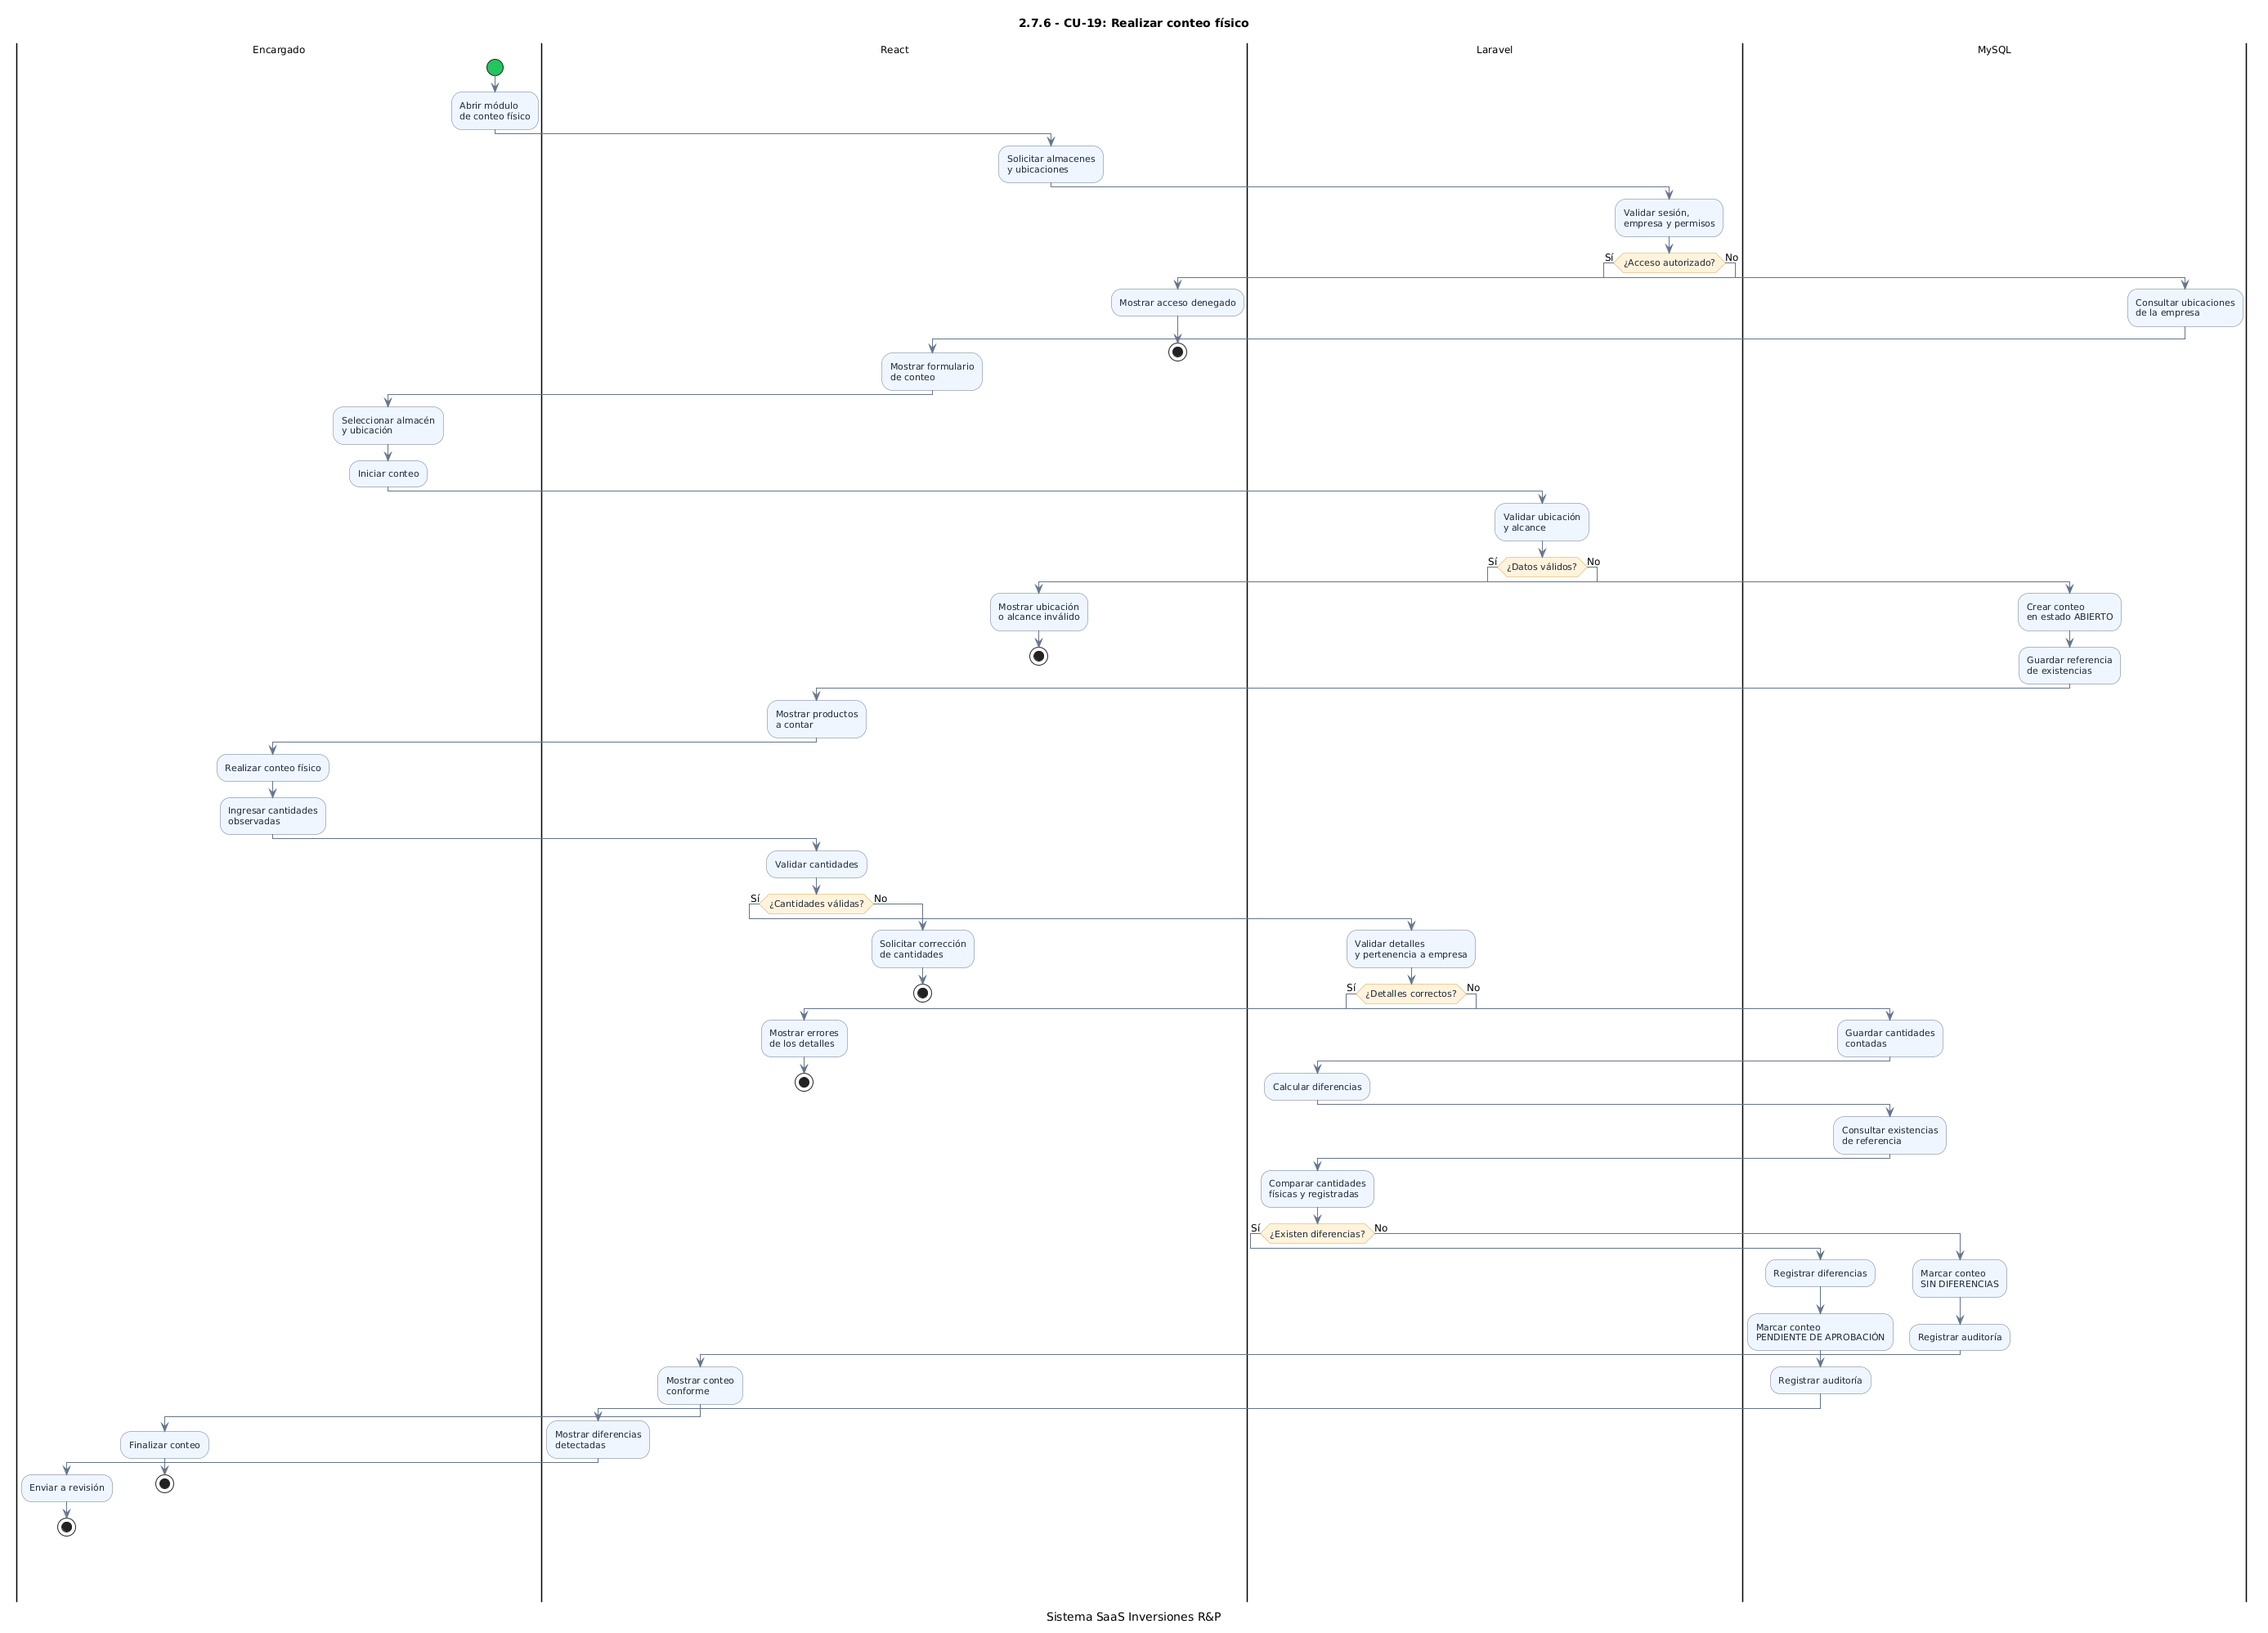 2.7.6 - CU-19: Realizar conteo físico
Encargado
React
Laravel
MySQL
Abrir módulo
de conteo físico
Solicitar almacenes
y ubicaciones
Validar sesión,
empresa y permisos
Sí
¿Acceso autorizado?
No
Mostrar acceso denegado
Consultar ubicaciones
de la empresa
Mostrar formulario
de conteo
Seleccionar almacén
y ubicación
Iniciar conteo
Validar ubicación
y alcance
Sí
¿Datos válidos?
No
Mostrar ubicación
o alcance inválido
Crear conteo
en estado ABIERTO
Guardar referencia
de existencias
Mostrar productos
a contar
Realizar conteo físico
Ingresar cantidades
observadas
Validar cantidades
Sí
¿Cantidades válidas?
No
Solicitar corrección
de cantidades
Validar detalles
y pertenencia a empresa
Sí
¿Detalles correctos?
No
Mostrar errores
de los detalles
Guardar cantidades
contadas
Calcular diferencias
Consultar existencias
de referencia
Comparar cantidades
físicas y registradas
Sí
¿Existen diferencias?
No
Registrar diferencias
Marcar conteo
SIN DIFERENCIAS
Marcar conteo
PENDIENTE DE APROBACIÓN
Registrar auditoría
Mostrar conteo
conforme
Registrar auditoría
Finalizar conteo
Mostrar diferencias
detectadas
Enviar a revisión
Sistema SaaS Inversiones R&P